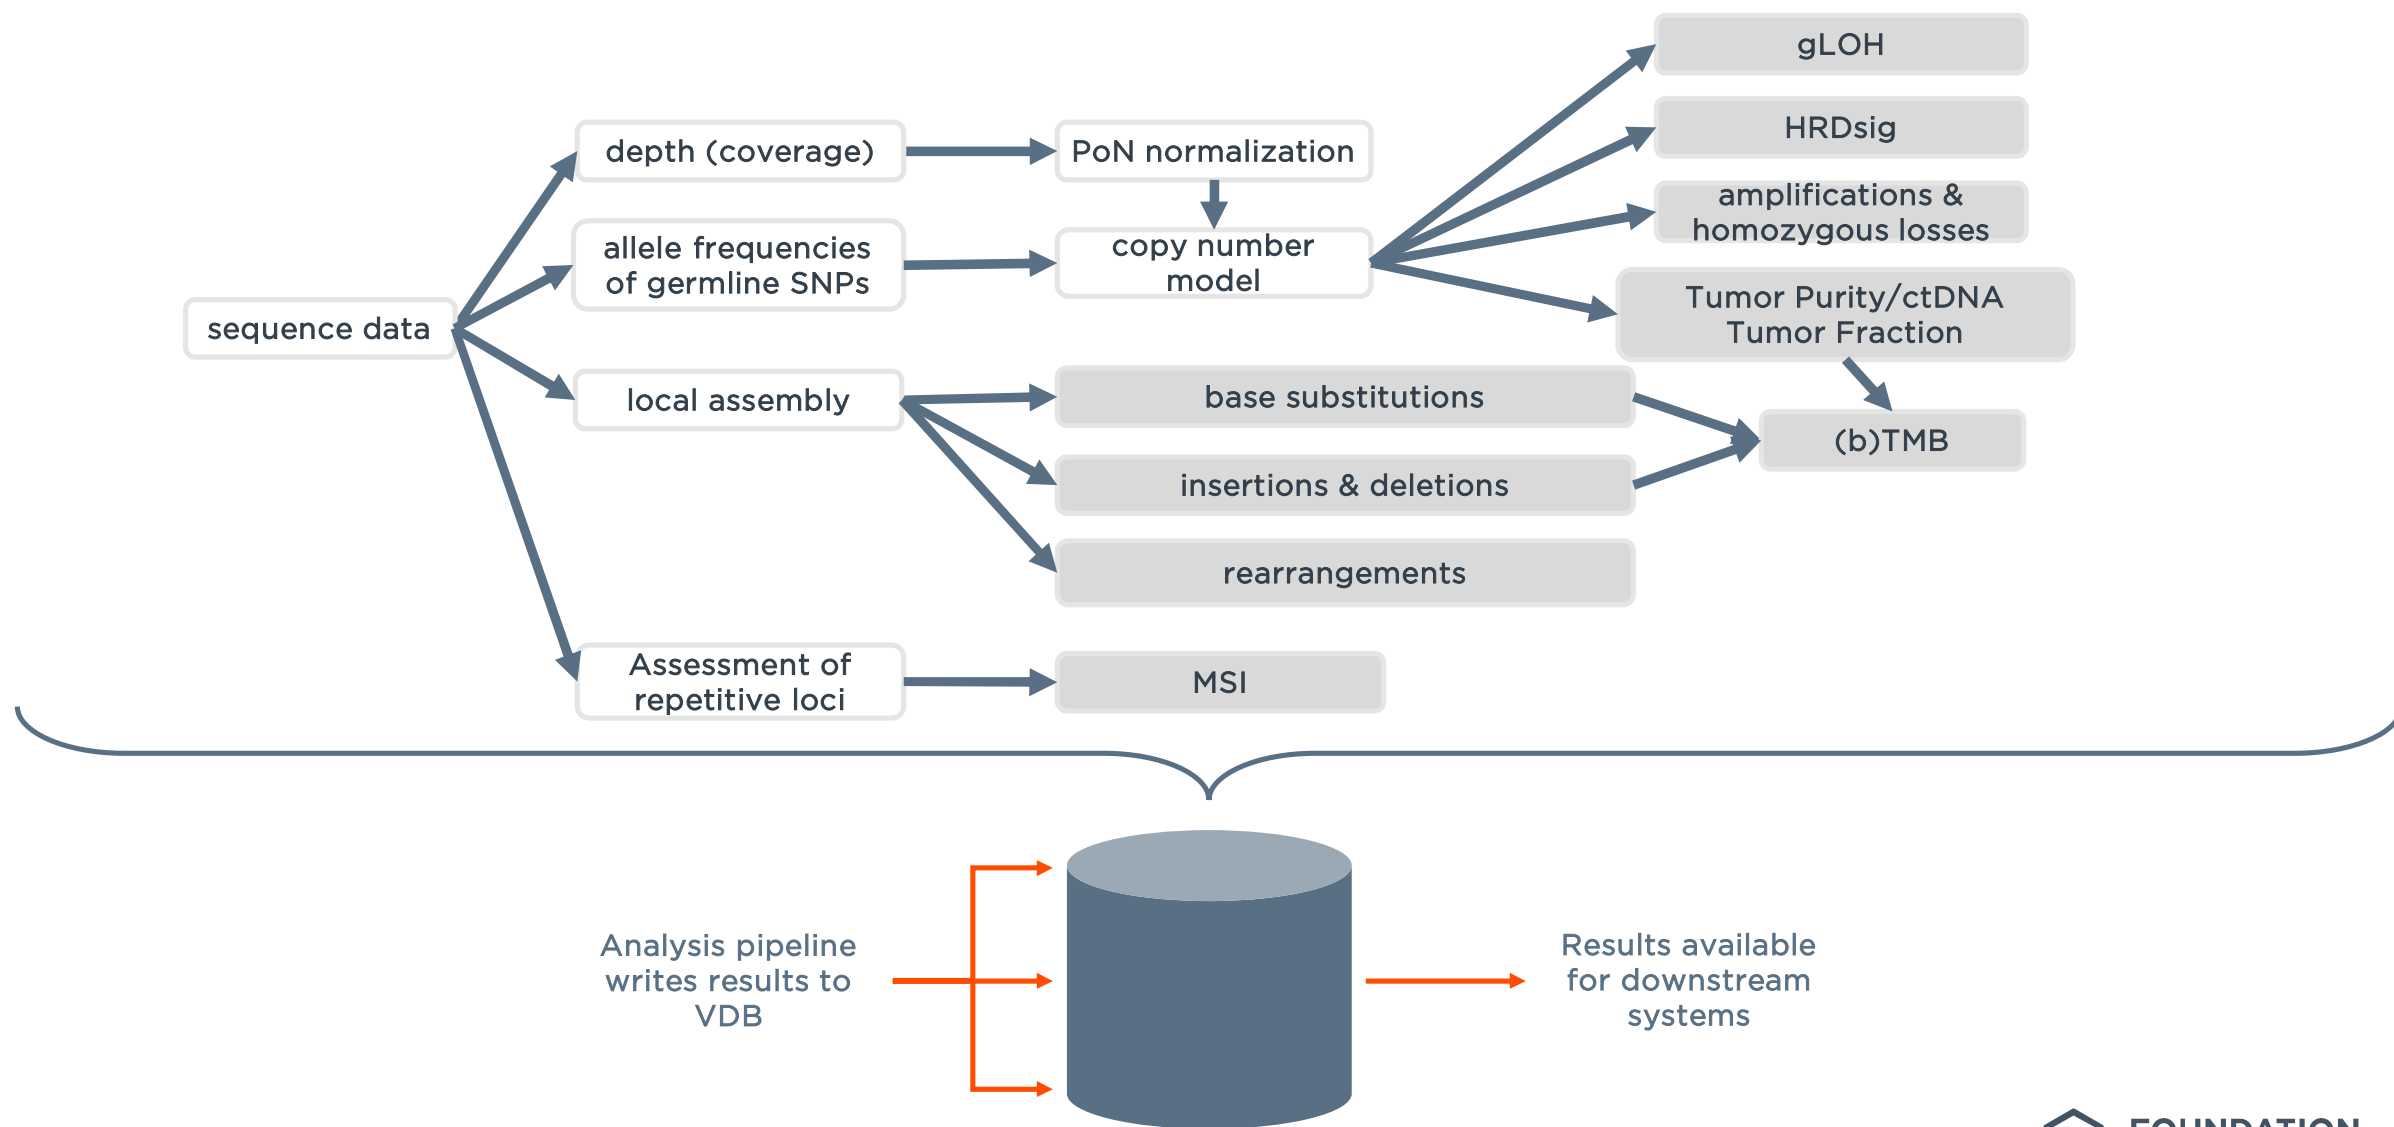 gLOH
HRDsig
depth (coverage)
PoN normalization
amplifications &
homozygous losses
allele frequencies
of germline SNPs
copy number
model
sequence data
Tumor Purity/ctDNA
Tumor Fraction
local assembly
base substitutions
(b)TMB
insertions & deletions
rearrangements
Assessment of
repetitive loci
MSI
Analysis pipeline
writes results to
VDB
Results available
for downstream
systems
FOUNDATION